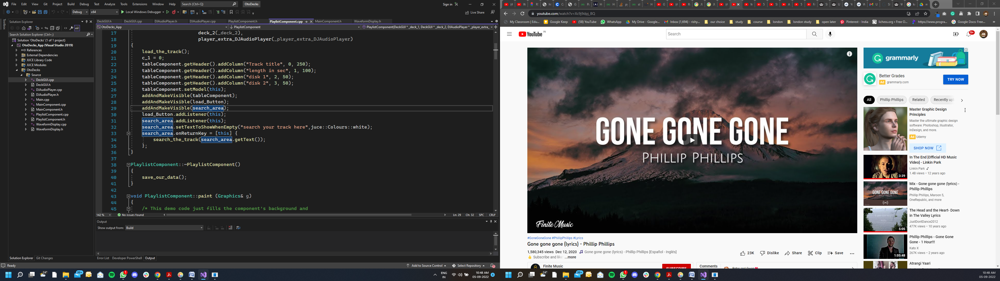 File Edit View Git Project Build Debug Test Analyze Tools Extensions Window Help Search (Ctrl+Q) OtoDecks Sign in
Debug x64 Local Windows Debugger Live Share
Toolbox
Solution Explorer
Search Solution Explorer (Ctrl+;)
Solution 'OtoDecks' (1 of 1 project)
OtoDecks_App (Visual Studio 2019)
References
External Dependencies
JUCE Library Code
JUCE Modules
OtoDecks
Source
DeckGUI.cpp
DeckGUI.h
DJAudioPlayer.cpp
DJAudioPlayer.h
Main.cpp
MainComponent.cpp
MainComponent.h
PlaylistComponent.cpp
PlaylistComponent.h
WaveformDisplay.cpp
WaveformDisplay.h
Solution Explorer Git Changes
DeckGUI.h DeckGUI.cpp DJAudioPlayer.h DJAudioPlayer.cpp PlaylistComponent.h PlaylistComponent.cpp MainComponent.h WaveformDisplay.h
OtoDecks_App PlaylistComponent PlaylistComponent(DeckGUI * _deck_1, DeckGUI * _deck_2, DJAudioPlayer * _player_extra_
17 deck_2(_deck_2),
18 player_extra_DJAudioPlayer(_player_extra_DJAudioPlayer)
19 {
20 load_the_track();
21 c_1 = 0;
22 tableComponent.getHeader().addColumn("Track title", 0, 250);
23 tableComponent.getHeader().addColumn("length in sec", 1, 100);
24 tableComponent.getHeader().addColumn("disk 1", 2, 50);
25 tableComponent.getHeader().addColumn("disk 2", 3, 50);
26 tableComponent.setModel(this);
27 addAndMakeVisible(tableComponent);
28 addAndMakeVisible(load_Button);
29 addAndMakeVisible(search_area);
30 load_Button.addListener(this);
31 search_area.addListener(this);
32 search_area.setTextToShowWhenEmpty("search your track here",juce::Colours::white);
33 search_area.onReturnKey = [this] {
34 search_the_track(search_area.getText());
35 };
36 }
37
38 PlaylistComponent::~PlaylistComponent()
39 {
40 save_our_data();
41 }
42
43 void PlaylistComponent::paint (Graphics& g)
44 {
45 /* This demo code just fills the component's background and
142 % No issues found Ln: 29 Ch: 32 SPC CRLF
Output
Show output from: Build
Error List Developer PowerShell Output
Ready Add to Source Control Select Repository 1
24° 99+ 1 ENG IN 10:48 AM 05-09-2022 4
youtube.com/watch?v=Xc9j9dpj_8Q
My Classroom | Edu... Google Keep (58) YouTube WhatsApp My Drive - Google... Inbox (1,694) - rishy... our choice study course london london study open later Pinterest - India lichess.org • Free O... https://www.progra... Google Docs: Free...
YouTube IN Search 9+
GONE GONE GONE
PHILLIP PHILLIPS
Finite Music
#GoneGoneGone #PhillipPhillips #Lyrics
Gone gone gone (lyrics) - Phillip Phillips
1,580,345 views Dec 12, 2020 Gone gone gone (lyrics) - Phillip Phillips [Español - Inglés]
Subscribe and like ...more
23K Dislike Share Clip Save
Finite Music SUBSCRIBE
Comments
Peter and Gwen
grammarly
Better Grades
Ad grammarly.com
TRY NOW
All Phillip Phillips Related Recently upl
Master Graphic Design
Principles
Master the ultimate graphic design
software: Photoshop, Illustrator,
InDesign, and more.
Ad Udemy
SHOP NOW
In The End [Official HD Music
Video] - Linkin Park
Linkin Park
1.4B views • 12 years ago
3:39
Mix - Gone gone gone (lyrics) -
Phillip Phillips
Phillip Phillips, Maroon 5,
OneRepublic, and more
GONE GONE GONE
The Head and the Heart- Down
in The Valley Lyrics
JustDontDance2012
477K views • 10 years ago
5:05
Phillip Phillips - Gone Gone
Gone - 1 Hour!!!
Kato X
267K views • 2 years ago
1:05:48
Atrangi Yaari
24° 99+ 1 10:48 AM 05-09-2022